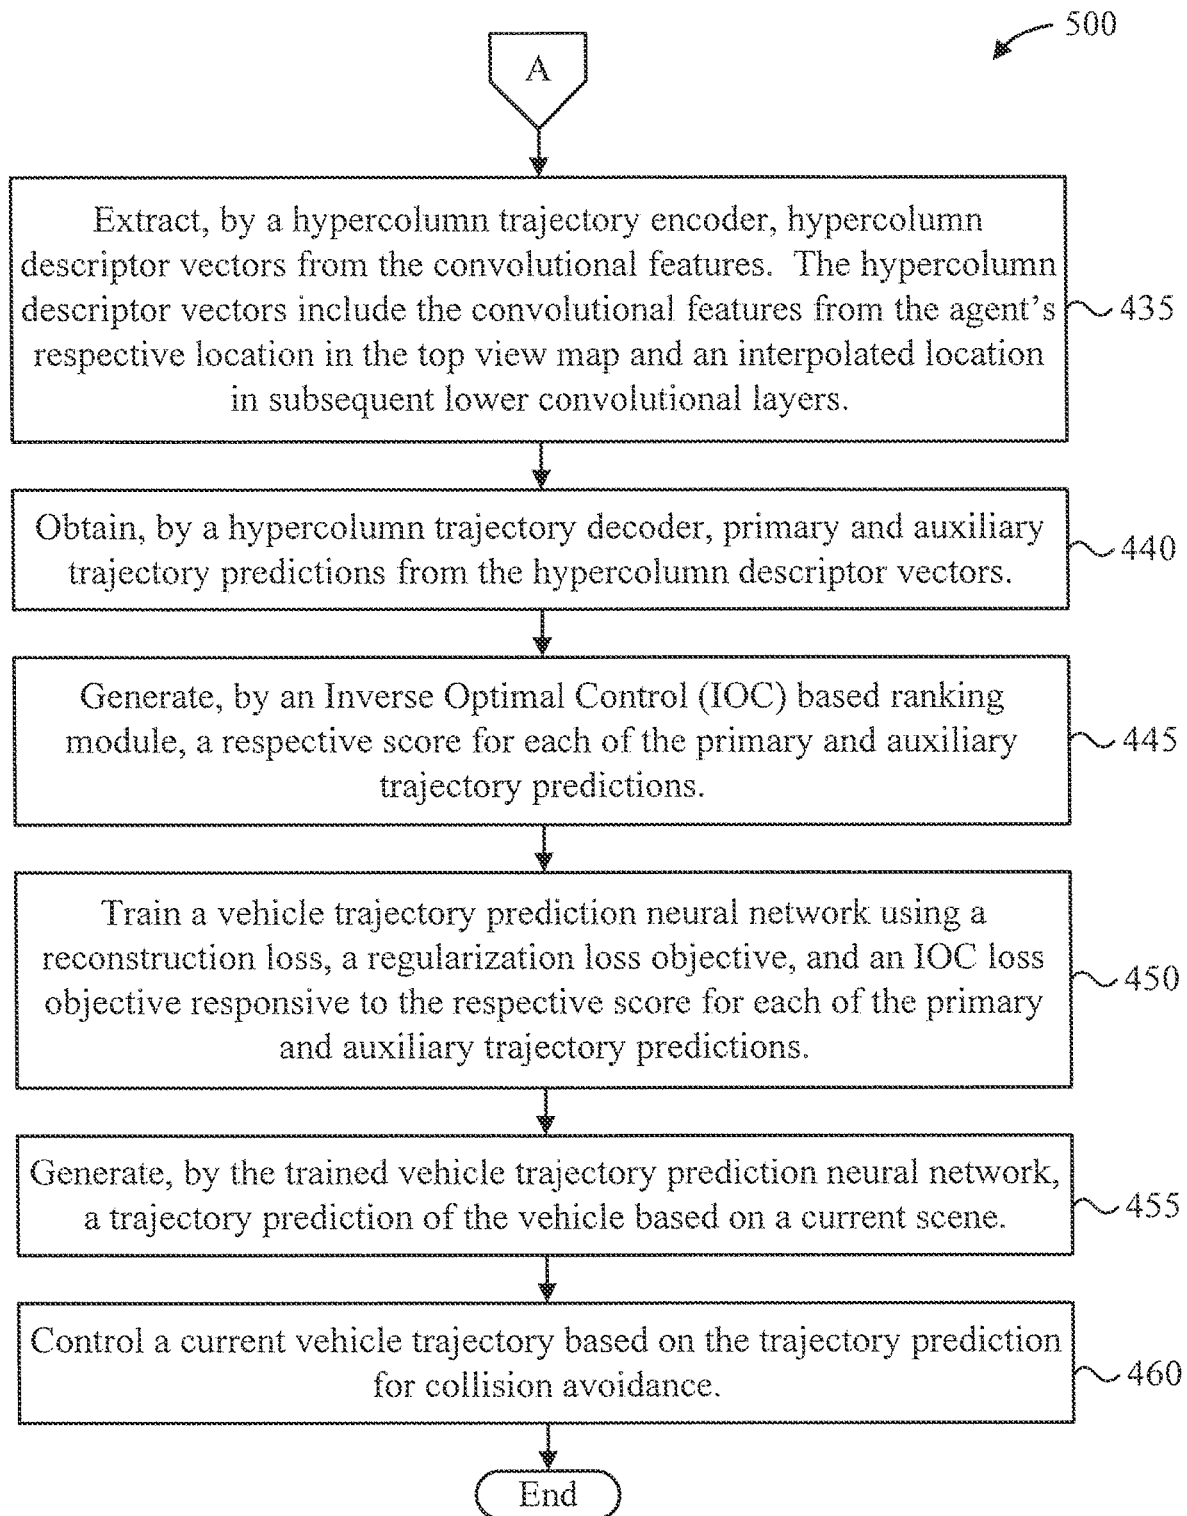 500
A
Extract, by a hypercolumn trajectory encoder, hypercolumn
descriptor vectors from the convolutional features. The hypercolumn
descriptor vectors include the convolutional features from the agent's
respective location in the top view map and an interpolated location
in subsequent lower convolutional layers.
435
Obtain, by a hypercolumn trajectory decoder, primary and auxiliary
trajectory predictions from the hypercolumn descriptor vectors.
440
Generate, by an Inverse Optimal Control (IOC) based ranking
module, a respective score for each of the primary and auxiliary
trajectory predictions.
445
Train a vehicle trajectory prediction neural network using a
reconstruction loss, a regularization loss objective, and an IOC loss
objective responsive to the respective score for each of the primary
and auxiliary trajectory predictions.
450
Generate, by the trained vehicle trajectory prediction neural network,
a trajectory prediction of the vehicle based on a current scene.
455
Control a current vehicle trajectory based on the trajectory prediction
for collision avoidance.
460
End